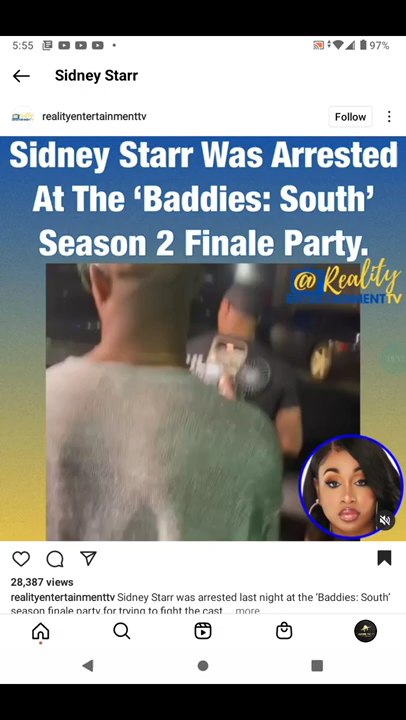 5:55
97%
Sidney Starr
realityentertainmenttv
Follow
Sidney Starr Was Arrested
At The ‘Baddies: South’
Season 2 Finale Party.
@ Reality
ENTERTAINMENTTV
28,387 views
realityentertainmenttv Sidney Starr was arrested last night at the ‘Baddies: South’
season finale party for trying to fight the cast... more